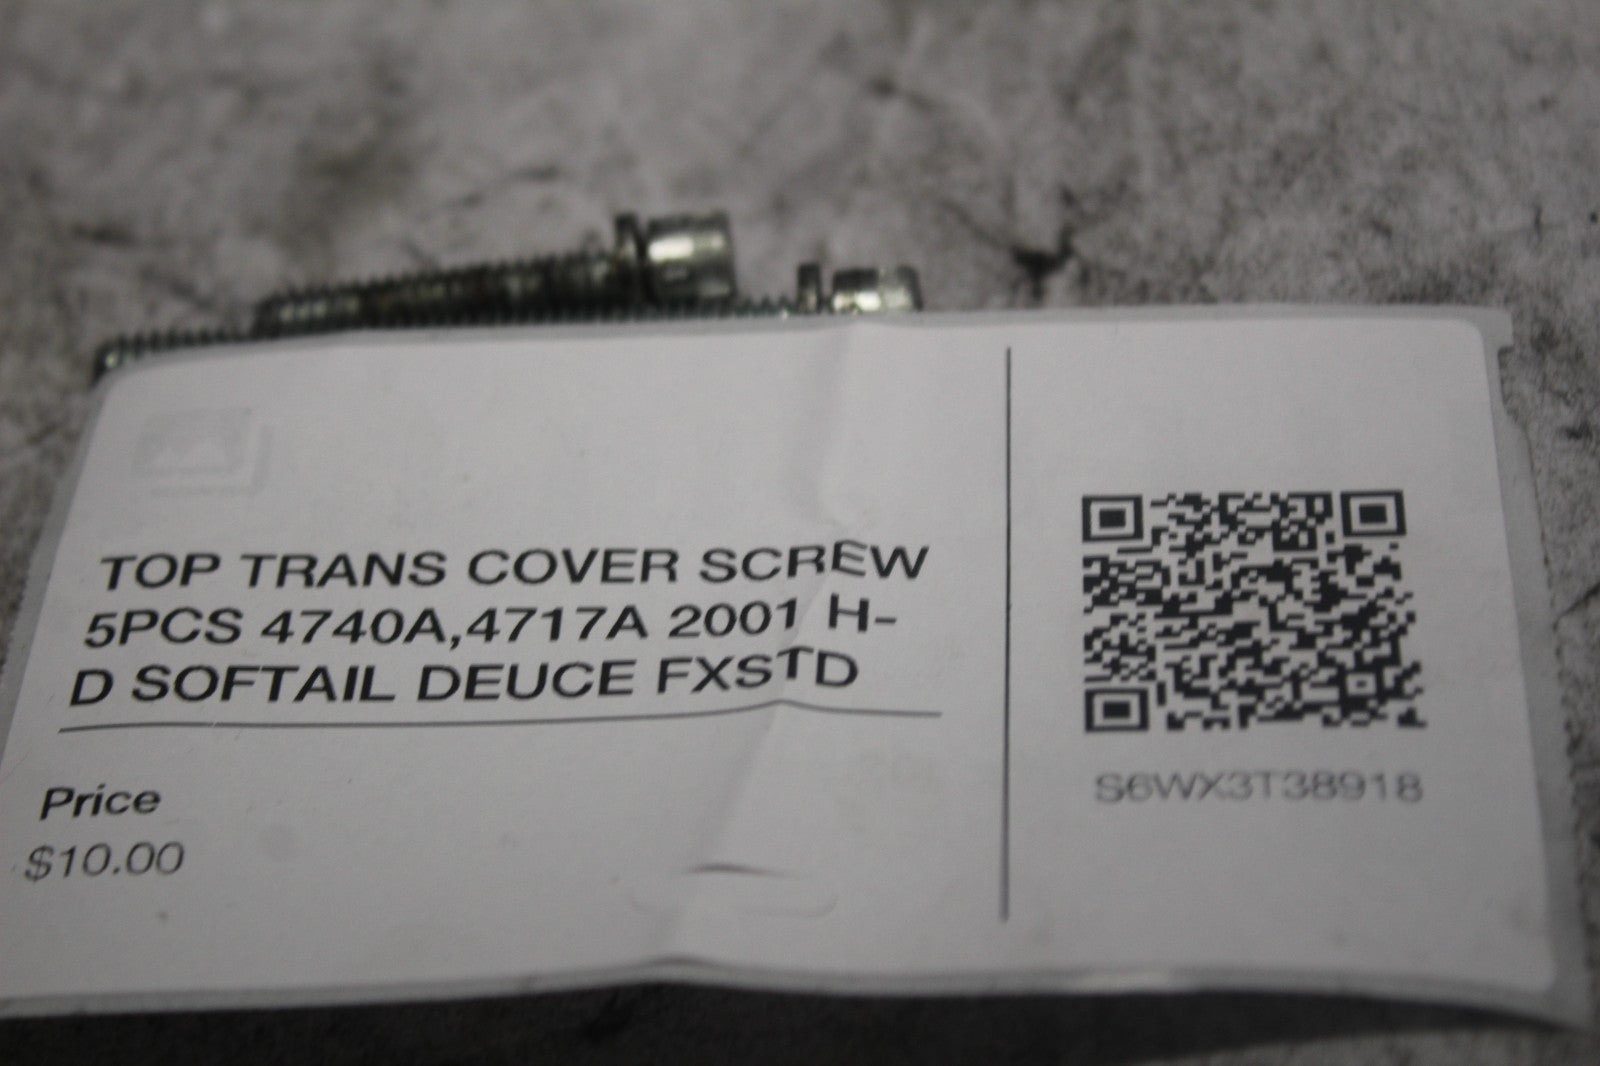 TOP TRANS COVER SCREW
5PCS 4740A,4717A 2001 H-
D SOFTAIL DEUCE FXSTD
Price
$10.00
S6WX3T38918